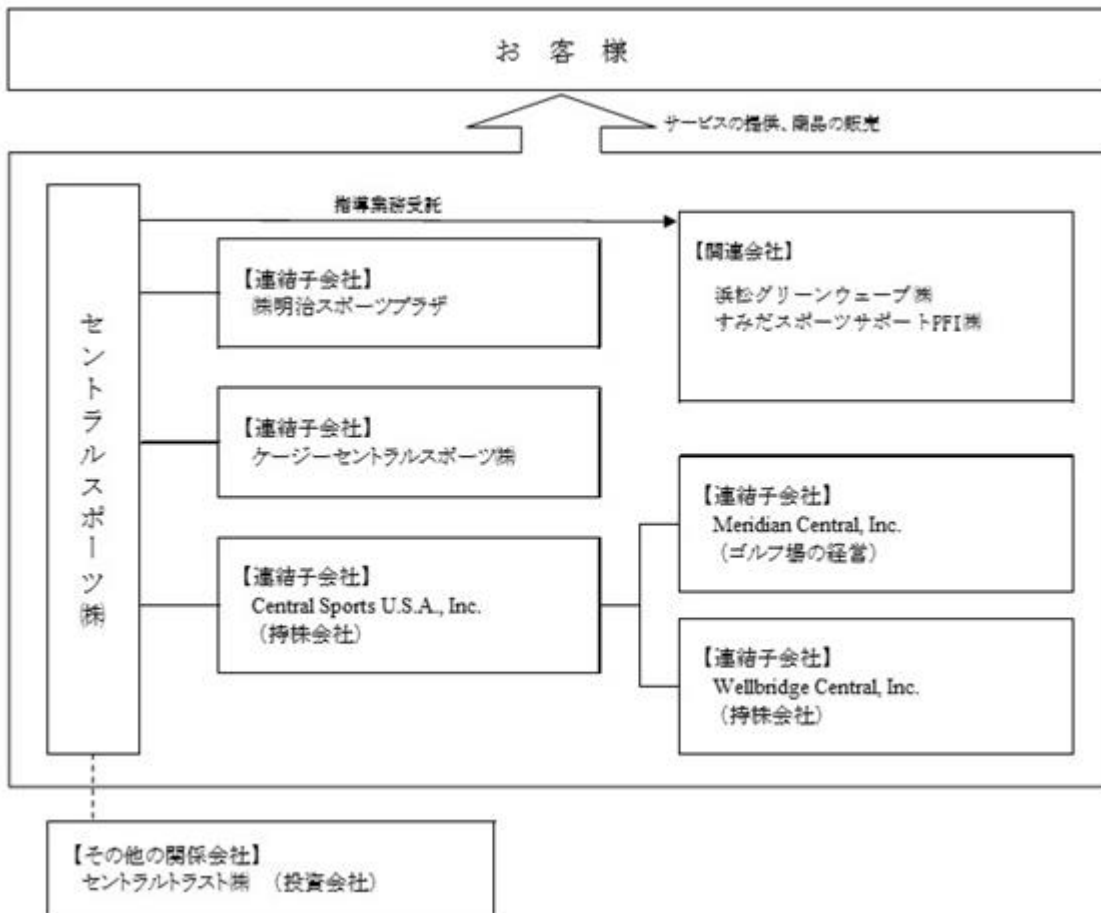 お 客 様
サービスの提供、商品の販売
セントラルスポーツ㈱
指導業務受託
【関連会社】
浜松グリーンウェーブ㈱
すみだスポーツサポートPFI㈱
【連結子会社】
㈱明治スポーツプラザ
【連結子会社】
ケージーセントラルスポーツ㈱
【連結子会社】
Central Sports U.S.A., Inc.
（持株会社）
【連結子会社】
Meridian Central, Inc.
（ゴルフ場の経営）
【連結子会社】
Wellbridge Central, Inc.
（持株会社）
【その他の関係会社】
セントラルトラスト㈱ （投資会社）